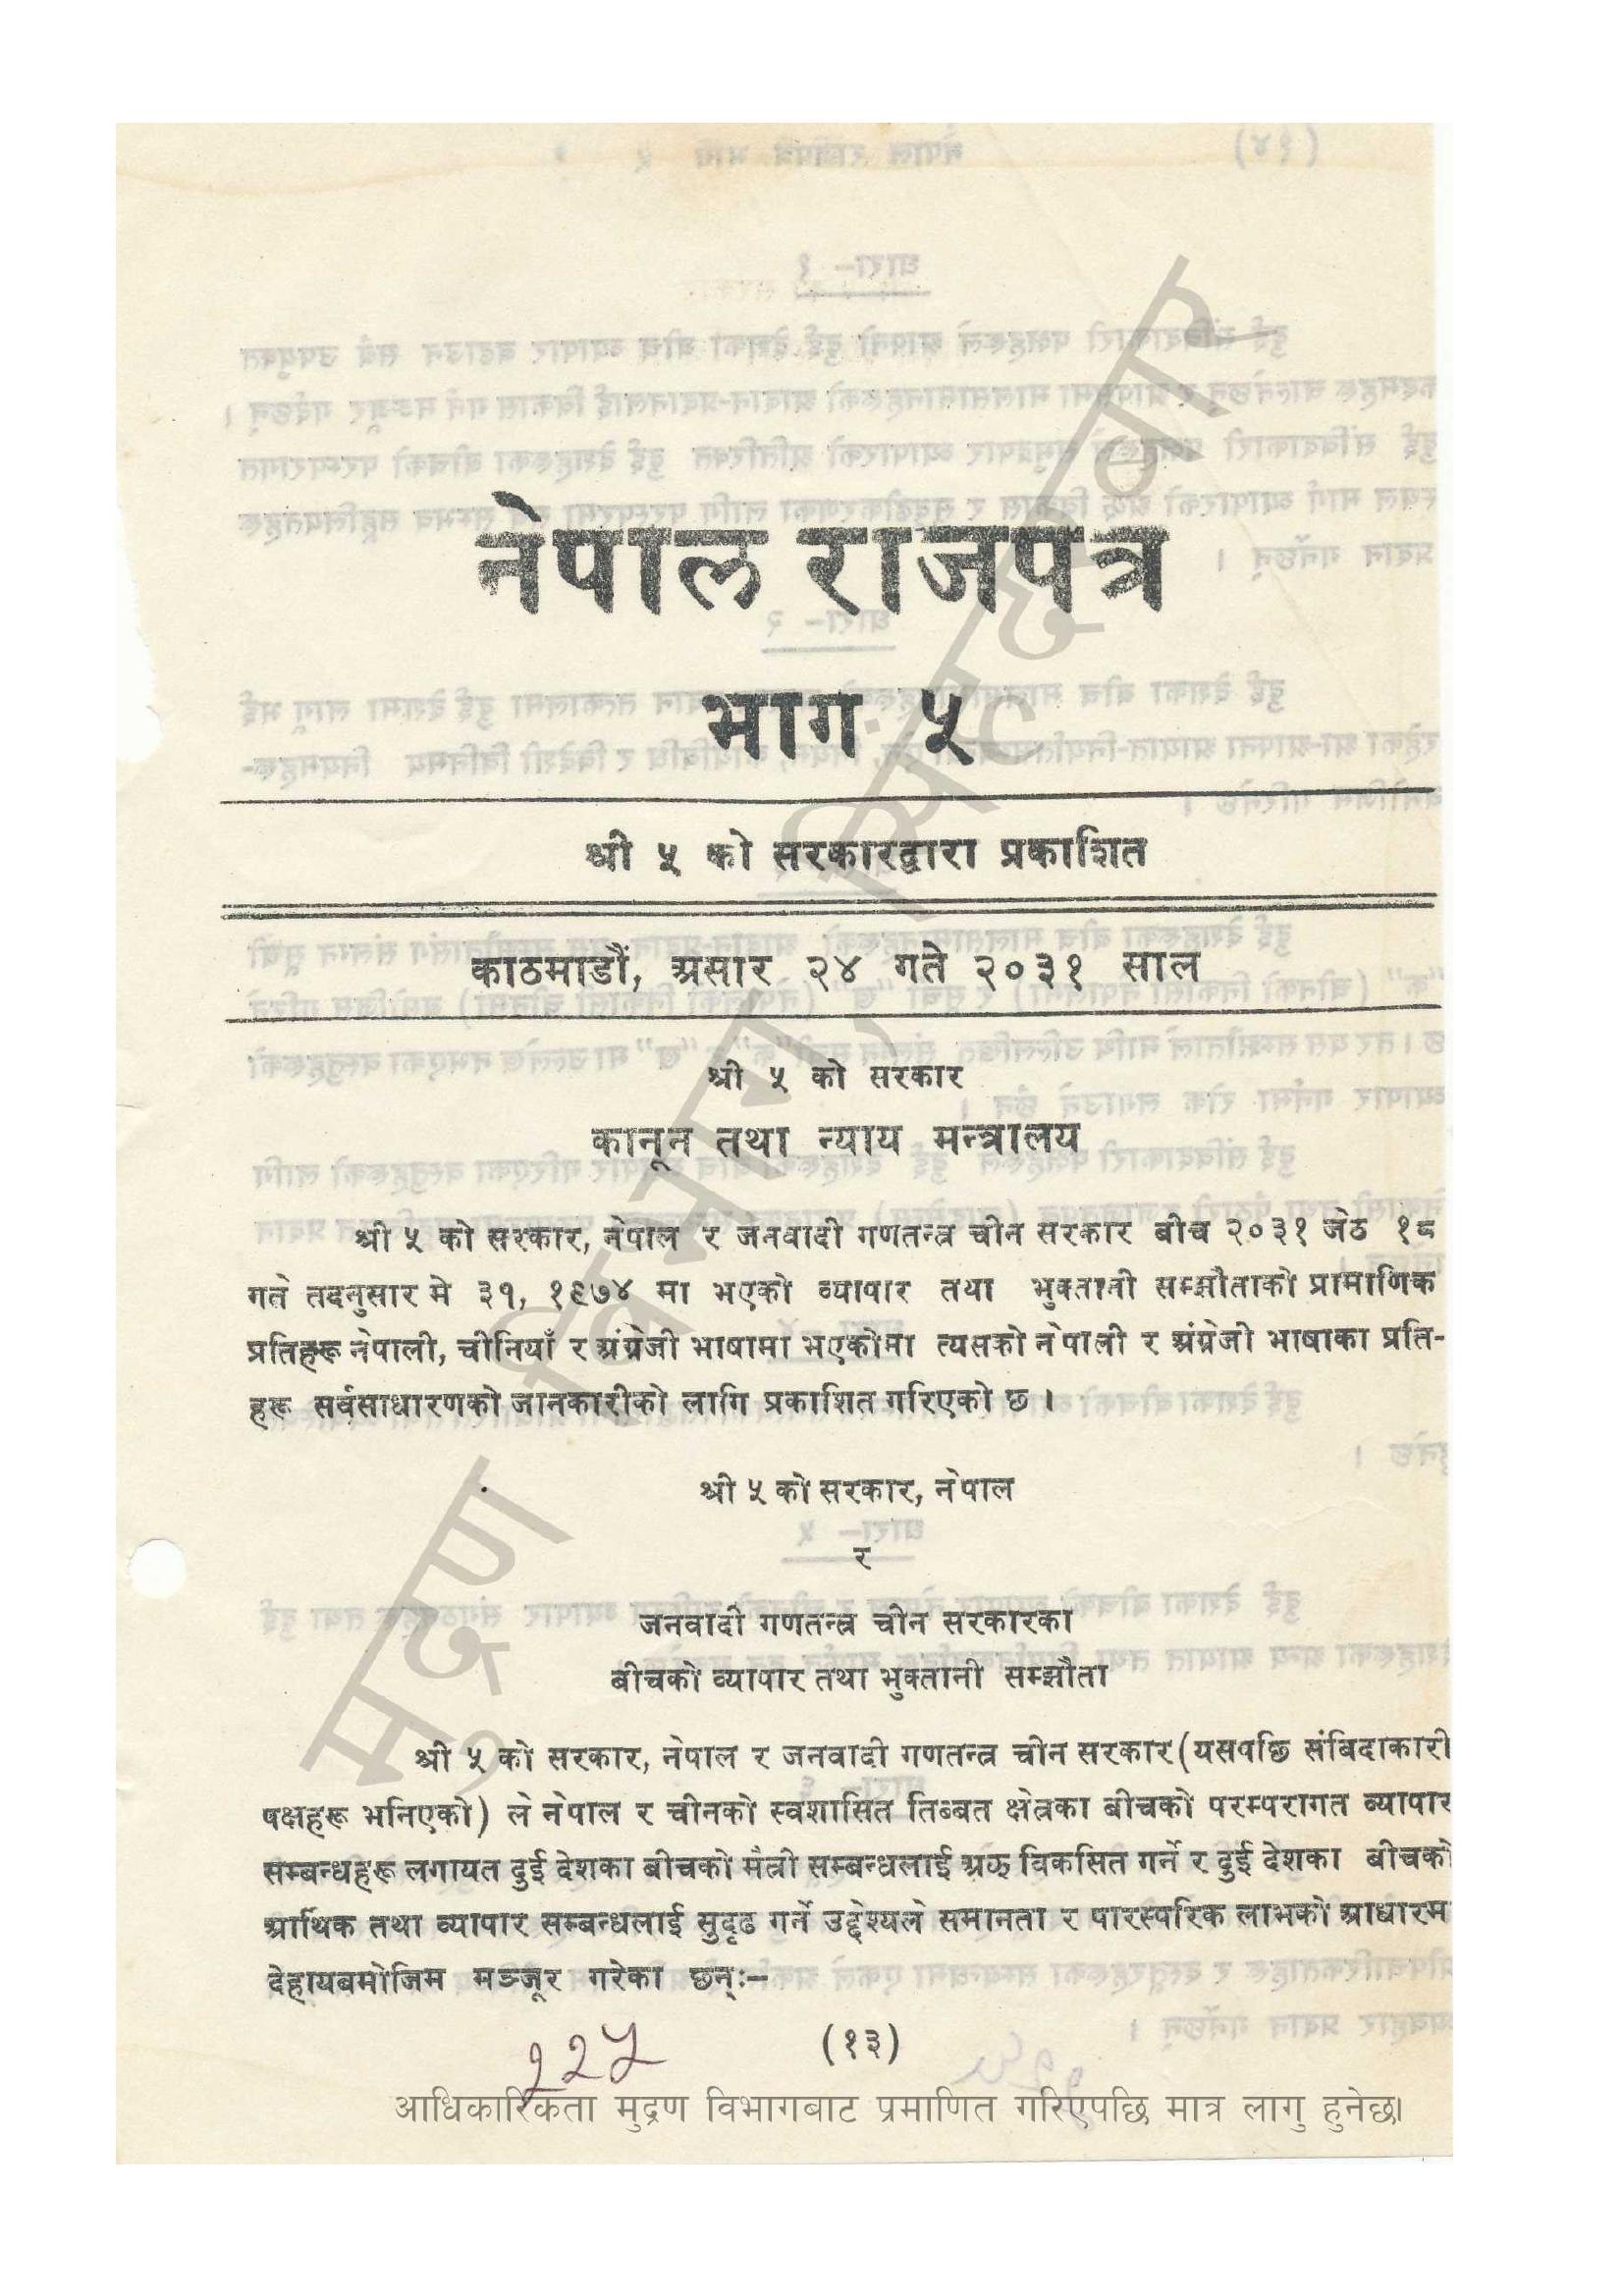 नेपाल राजपत्र
भाग ५
श्री ५ को सरकारद्वारा प्रकाशित
काठमाडौं, असार २४ गते २०३१ साल
श्री ५ को सरकार
कानून तथा न्याय मन्त्रालय
श्री ५ को सरकार, नेपाल र जनवादी गणतन्त्र चीन सरकार बीच २०३१ जेठ १८
गते तदनुसार मे ३१, १९७४ मा भएको व्यापार तथा भुक्तानी सम्झौताको प्रामाणिक
प्रतिहरू नेपाली, चीनियाँ र अंग्रेजी भाषामा भएकोमा त्यसको नेपाली र अंग्रेजी भाषाका प्रति-
हरू सर्वसाधारणको जानकारीको लागि प्रकाशित गरिएको छ ।
श्री ५ को सरकार, नेपाल
र
जनवादी गणतन्त्र चीन सरकारका
बीचको व्यापार तथा भुक्तानी सम्झौता
श्री ५ को सरकार, नेपाल र जनवादी गणतन्त्र चीन सरकार (यसपछि संबिदाकारी
पक्षहरू भनिएको) ले नेपाल र चीनको स्वशासित तिब्बत क्षेत्रका बीचको परम्परागत व्यापार
सम्बन्धहरू लगायत दुई देशका बीचको मैत्री सम्बन्धलाई अझ विकसित गर्ने र दुई देशका बीचको
आर्थिक तथा व्यापार सम्बन्धलाई सुदृढ गर्ने उद्देश्यले समानता र पारस्परिक लाभको आधारमा
देहायबमोजिम मञ्जूर गरेका छन्ः–
(१३)
२२५
आधिकारिकता मुद्रण विभागबाट प्रमाणित गरिएपछि मात्र लागु हुनेछ।
मुद्रण विभाग, सिंहदरबार